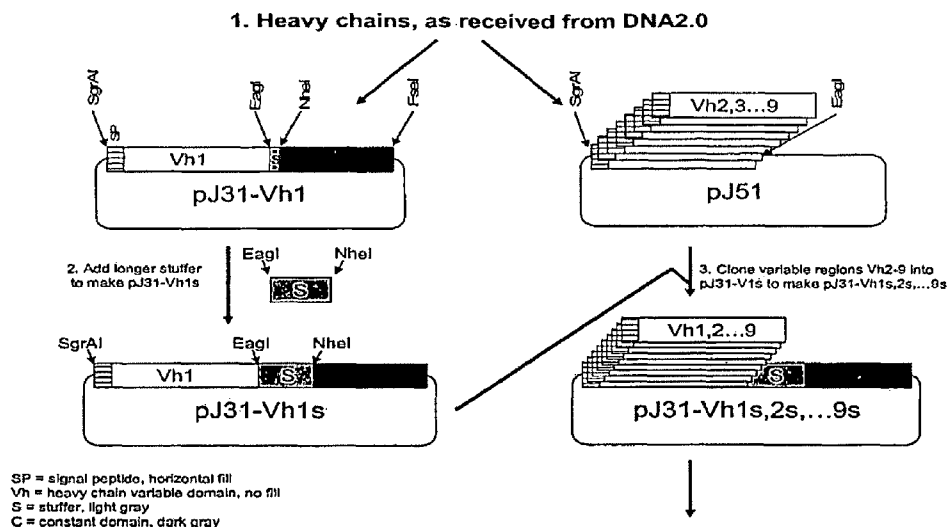 1. Heavy chains, as received from DNA2.0
SgrAI
SP
EagI
NheI
FseI
Vh1
pJ31-Vh1
SgrAI
Vh2,3...9
EagI
pJ51
2. Add longer stuffer
to make pJ31-Vh1s
EagI
NheI
S
3. Clone variable regions Vh2-9 into
pJ31-V1s to make pJ31-Vh1s,2s,...9s
SgrAI
EagI
NheI
Vh1
S
pJ31-Vh1s
Vh1,2...9
S
pJ31-Vh1s,2s,...9s
SP = signal peptide, horizontal fill
Vh = heavy chain variable domain, no fill
S = stuffer, light gray
C = constant domain, dark gray